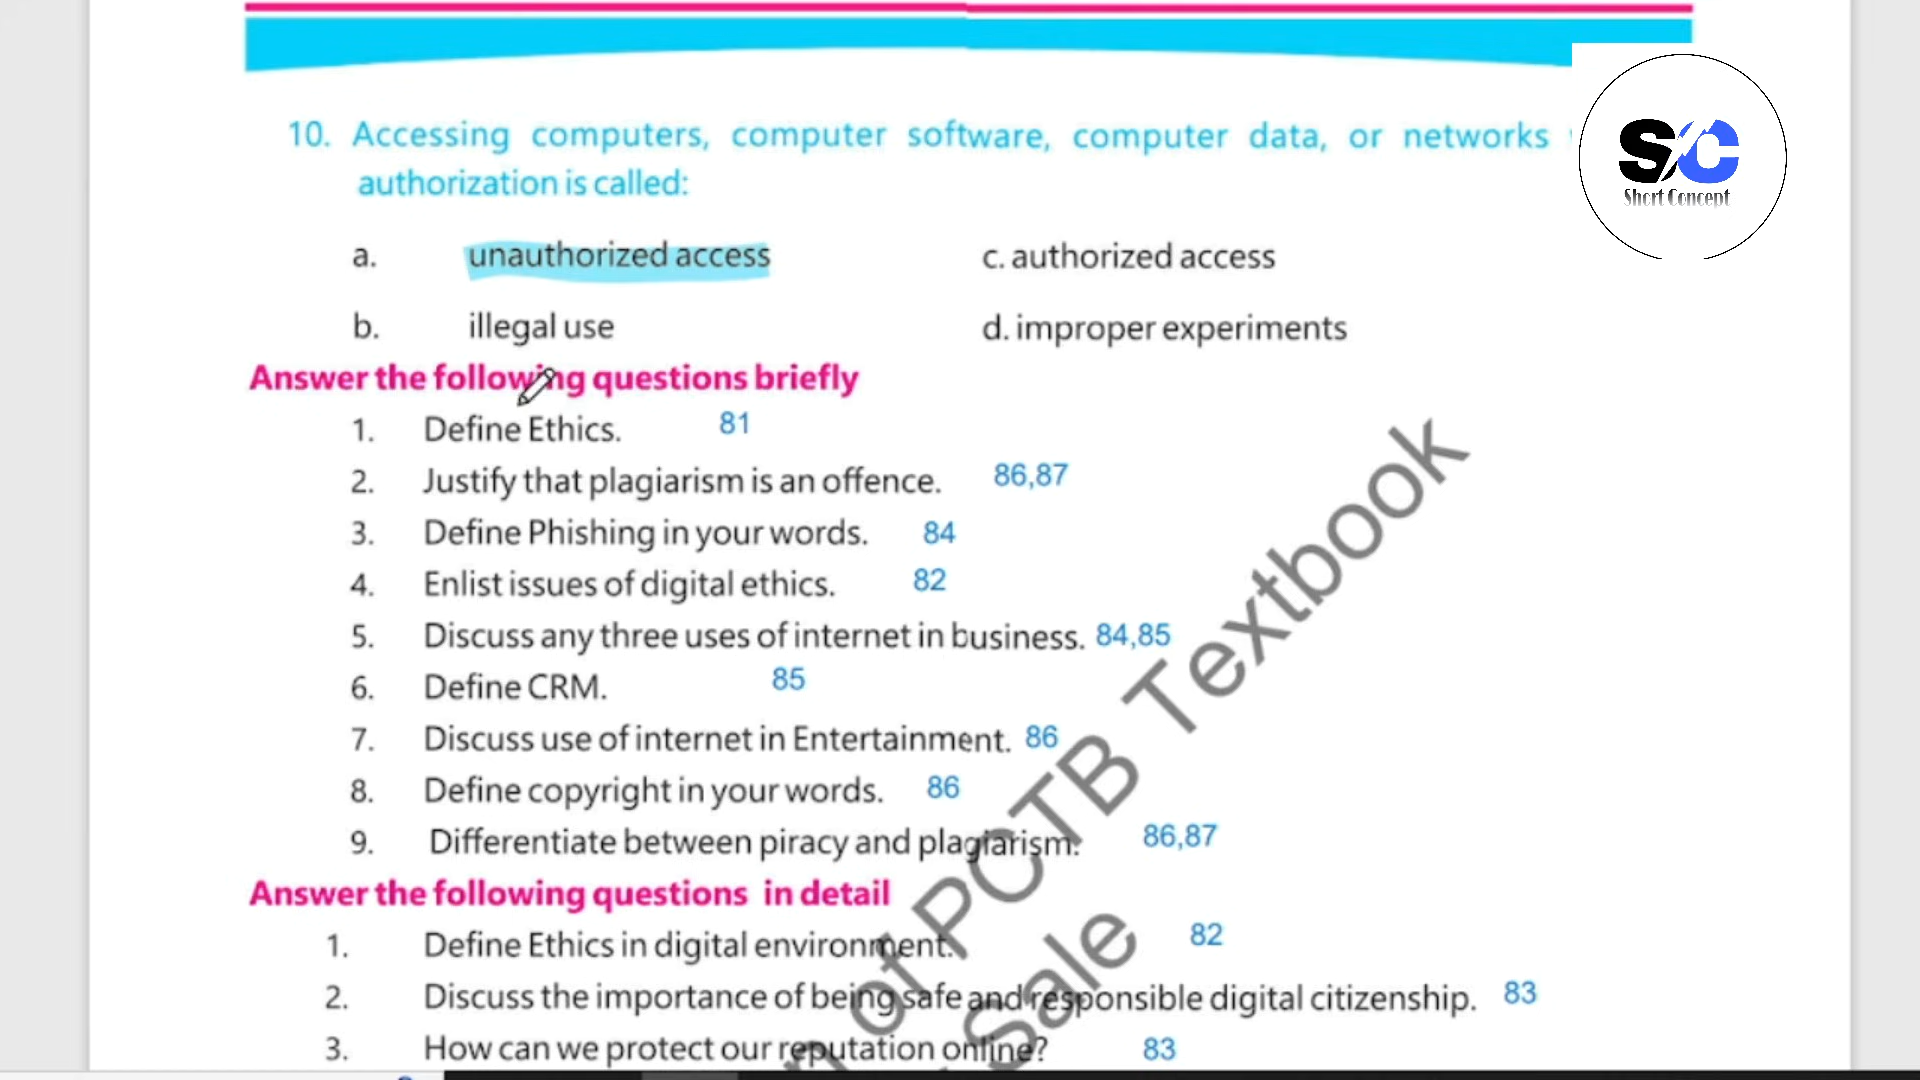 10. Accessing computers, computer software, computer data, or networks
authorization is called:
a. unauthorized access c. authorized access
b. illegal use d. improper experiments
Answer the following questions briefly
1. Define Ethics. 81
2. Justify that plagiarism is an offence. 86,87
3. Define Phishing in your words. 84
4. Enlist issues of digital ethics. 82
5. Discuss any three uses of internet in business. 84,85
6. Define CRM. 85
7. Discuss use of internet in Entertainment. 86
8. Define copyright in your words. 86
9. Differentiate between piracy and plagiarism. 86,87
Answer the following questions in detail
1. Define Ethics in digital environment. 82
2. Discuss the importance of being safe and responsible digital citizenship. 83
3. How can we protect our reputation online? 83
SC
Short Concept
of PCTB Textbook
Sale